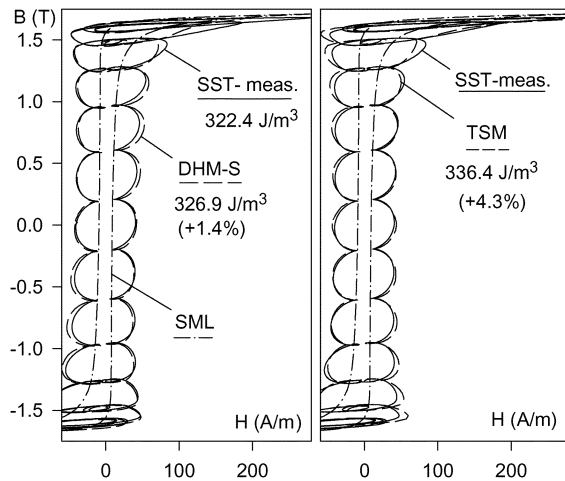 B (T)
1.5
1.0
0.5
0.0
-0.5
-1.0
-1.5
SST- meas.
322.4 J/m³
DHM-S
326.9 J/m³
(+1.4%)
SML
H (A/m)
0
100
200
SST-meas.
TSM
336.4 J/m³
(+4.3%)
H (A/m)
0
100
200